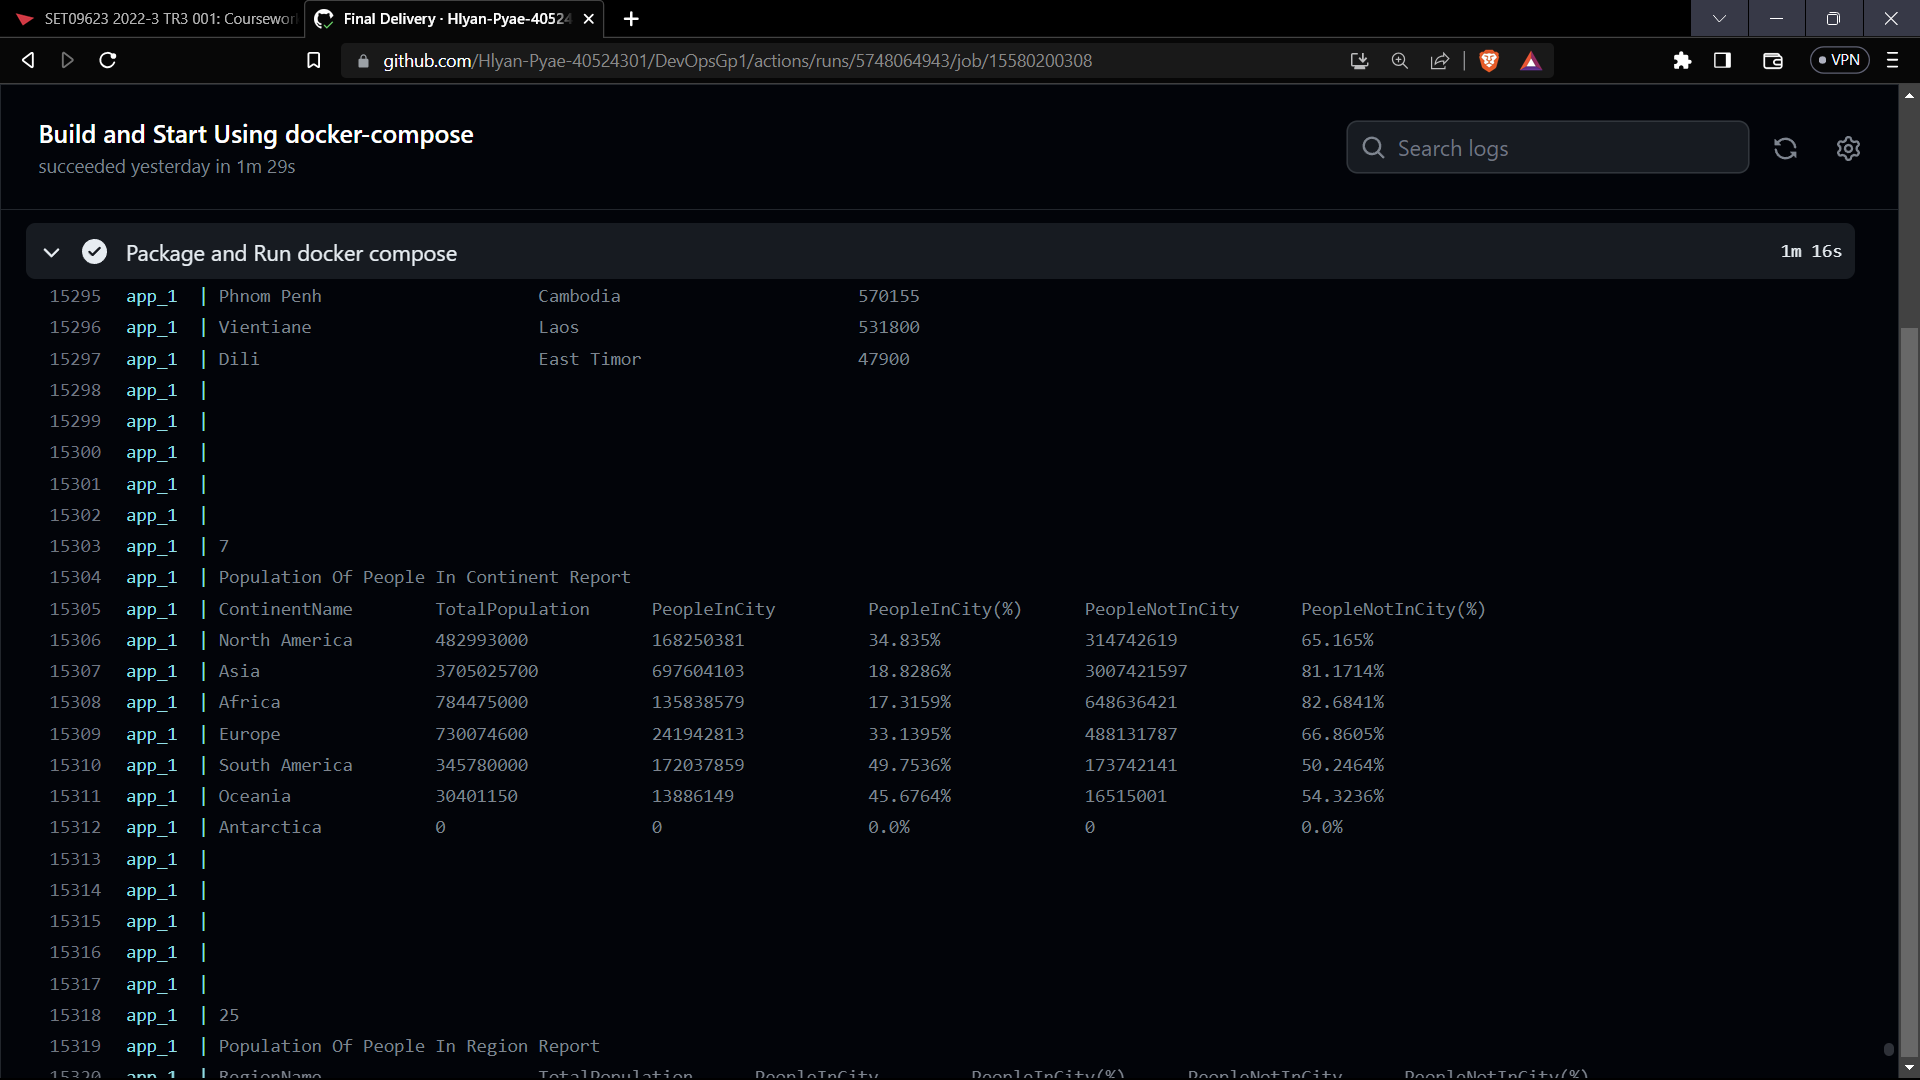 SET09623 2022-3 TR3 001: Coursewor
Final Delivery · Hlyan-Pyae-40524
github.com/Hlyan-Pyae-40524301/DevOpsGp1/actions/runs/5748064943/job/15580200308
VPN
Build and Start Using docker-compose
succeeded yesterday in 1m 29s
Search logs
Package and Run docker compose 1m 16s
15295 app_1 | Phnom Penh Cambodia 570155
15296 app_1 | Vientiane Laos 531800
15297 app_1 | Dili East Timor 47900
15298 app_1 |
15299 app_1 |
15300 app_1 |
15301 app_1 |
15302 app_1 |
15303 app_1 | 7
15304 app_1 | Population Of People In Continent Report
15305 app_1 | ContinentName TotalPopulation PeopleInCity PeopleInCity(%) PeopleNotInCity PeopleNotInCity(%)
15306 app_1 | North America 482993000 168250381 34.835% 314742619 65.165%
15307 app_1 | Asia 3705025700 697604103 18.8286% 3007421597 81.1714%
15308 app_1 | Africa 784475000 135838579 17.3159% 648636421 82.6841%
15309 app_1 | Europe 730074600 241942813 33.1395% 488131787 66.8605%
15310 app_1 | South America 345780000 172037859 49.7536% 173742141 50.2464%
15311 app_1 | Oceania 30401150 13886149 45.6764% 16515001 54.3236%
15312 app_1 | Antarctica 0 0 0.0% 0 0.0%
15313 app_1 |
15314 app_1 |
15315 app_1 |
15316 app_1 |
15317 app_1 |
15318 app_1 | 25
15319 app_1 | Population Of People In Region Report
15320 app_1 | RegionName TotalPopulation PeopleInCity PeopleInCity(%) PeopleNotInCity PeopleNotInCity(%)